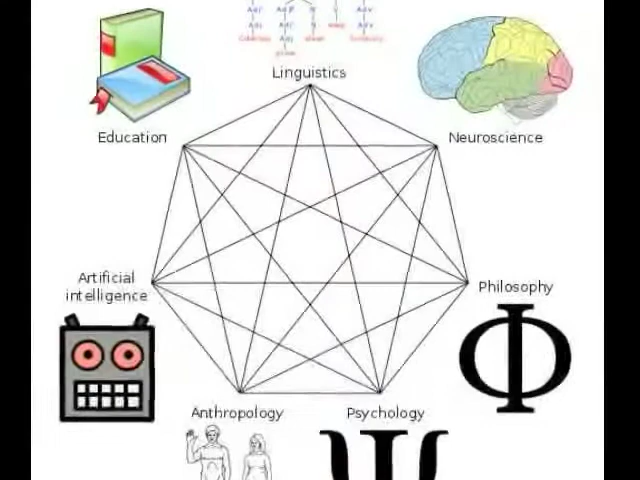 Linguistics
Education
Neuroscience
Artificial
intelligence
Philosophy
Φ
Anthropology
Psychology
Ψ